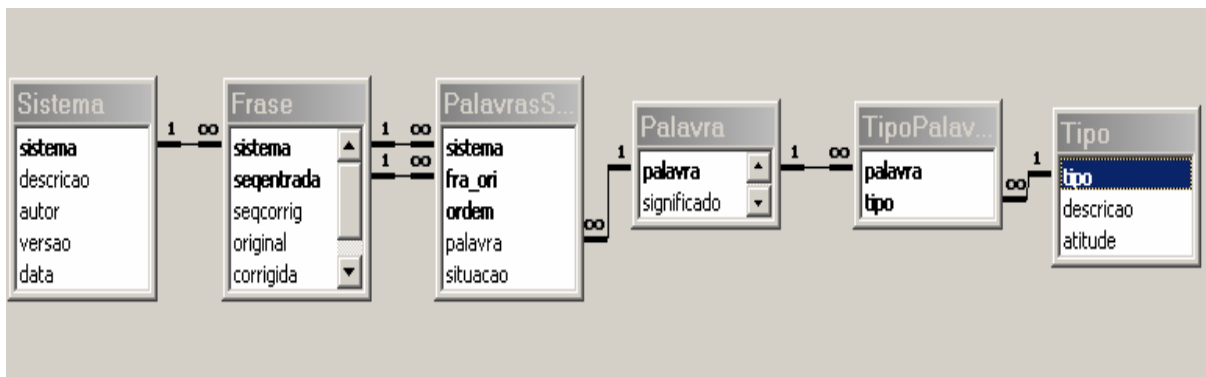 Sistema
sistema
descricao
autor
versao
data
1 ∞
Frase
sistema
seqentrada
seqcorrig
original
corrigida
1 ∞
1 ∞
PalavrasS...
sistema
fra_ori
ordem
palavra
situacao
1
∞
Palavra
palavra
significado
1 ∞
TipoPalav...
palavra
tipo
1
∞
Tipo
tipo
descricao
atitude